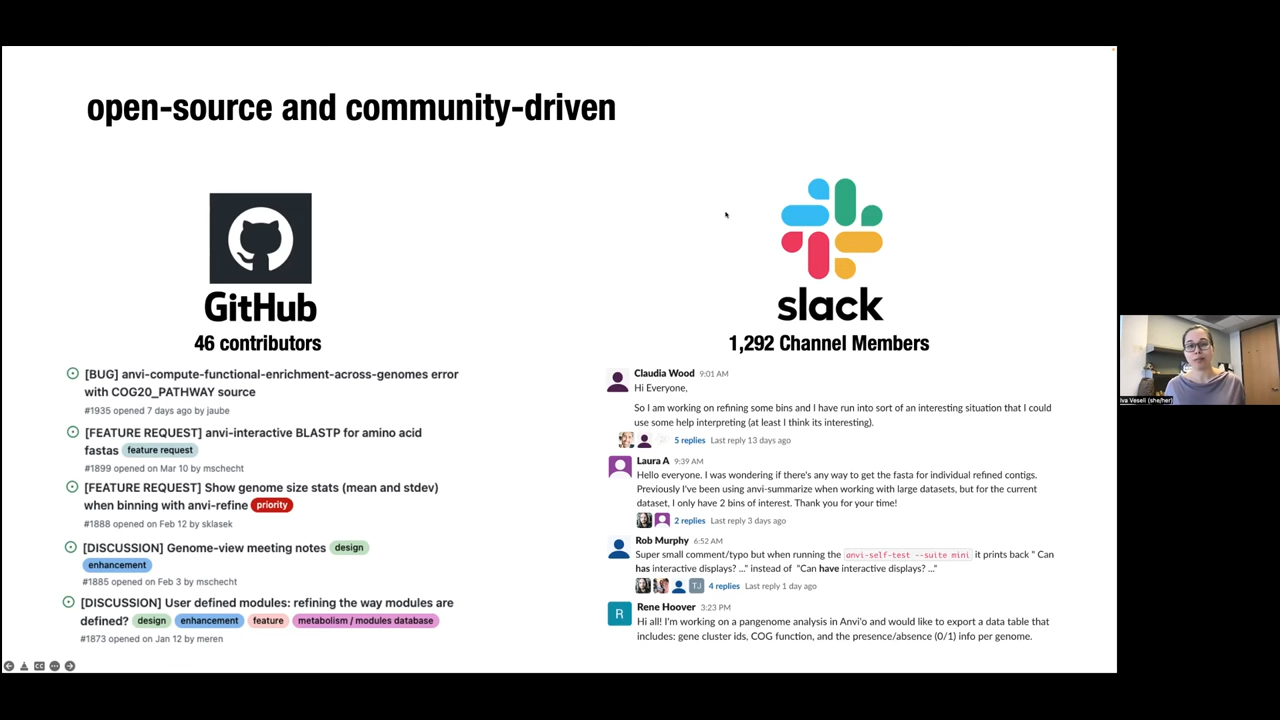 open-source and community-driven
GitHub
46 contributors
[BUG] anvi-compute-functional-enrichment-across-genomes error
with COG20_PATHWAY source
#1935 opened 7 days ago by jaube
[FEATURE REQUEST] anvi-interactive BLASTP for amino acid
fastas feature request
#1899 opened on Mar 10 by mschecht
[FEATURE REQUEST] Show genome size stats (mean and stdev)
when binning with anvi-refine priority
#1888 opened on Feb 12 by sklasek
[DISCUSSION] Genome-view meeting notes design
enhancement
#1885 opened on Feb 3 by mschecht
[DISCUSSION] User defined modules: refining the way modules are
defined? design enhancement feature metabolism / modules database
#1873 opened on Jan 12 by meren
slack
1,292 Channel Members
Claudia Wood 9:01 AM
Hi Everyone,
So I am working on refining some bins and I have run into sort of an interesting situation that I could
use some help interpreting (at least I think its interesting).
5 replies Last reply 13 days ago
Laura A 9:39 AM
Hello everyone. I was wondering if there's any way to get the fasta for individual refined contigs.
Previously I've been using anvi-summarize when working with large datasets, but for the current
dataset, I only have 2 bins of interest. Thank you for your time!
2 replies Last reply 3 days ago
Rob Murphy 6:52 AM
Super small comment/typo but when running the anvi-self-test --suite mini it prints back " Can
has interactive displays? ..." instead of "Can have interactive displays? ..."
TJ 4 replies Last reply 1 day ago
R Rene Hoover 3:23 PM
Hi all! I'm working on a pangenome analysis in Anvi'o and would like to export a data table that
includes: gene cluster ids, COG function, and the presence/absence (0/1) info per genome.
Iva Veseli (she/her)